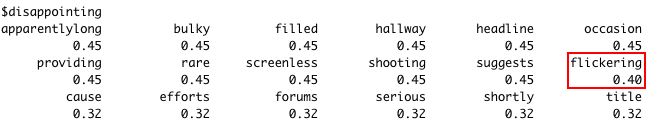 $disappointing
apparentlylong bulky filled hallway headline occasion
0.45 0.45 0.45 0.45 0.45 0.45
providing rare screenless shooting suggests flickering
0.45 0.45 0.45 0.45 0.45 0.40
cause efforts forums serious shortly title
0.32 0.32 0.32 0.32 0.32 0.32